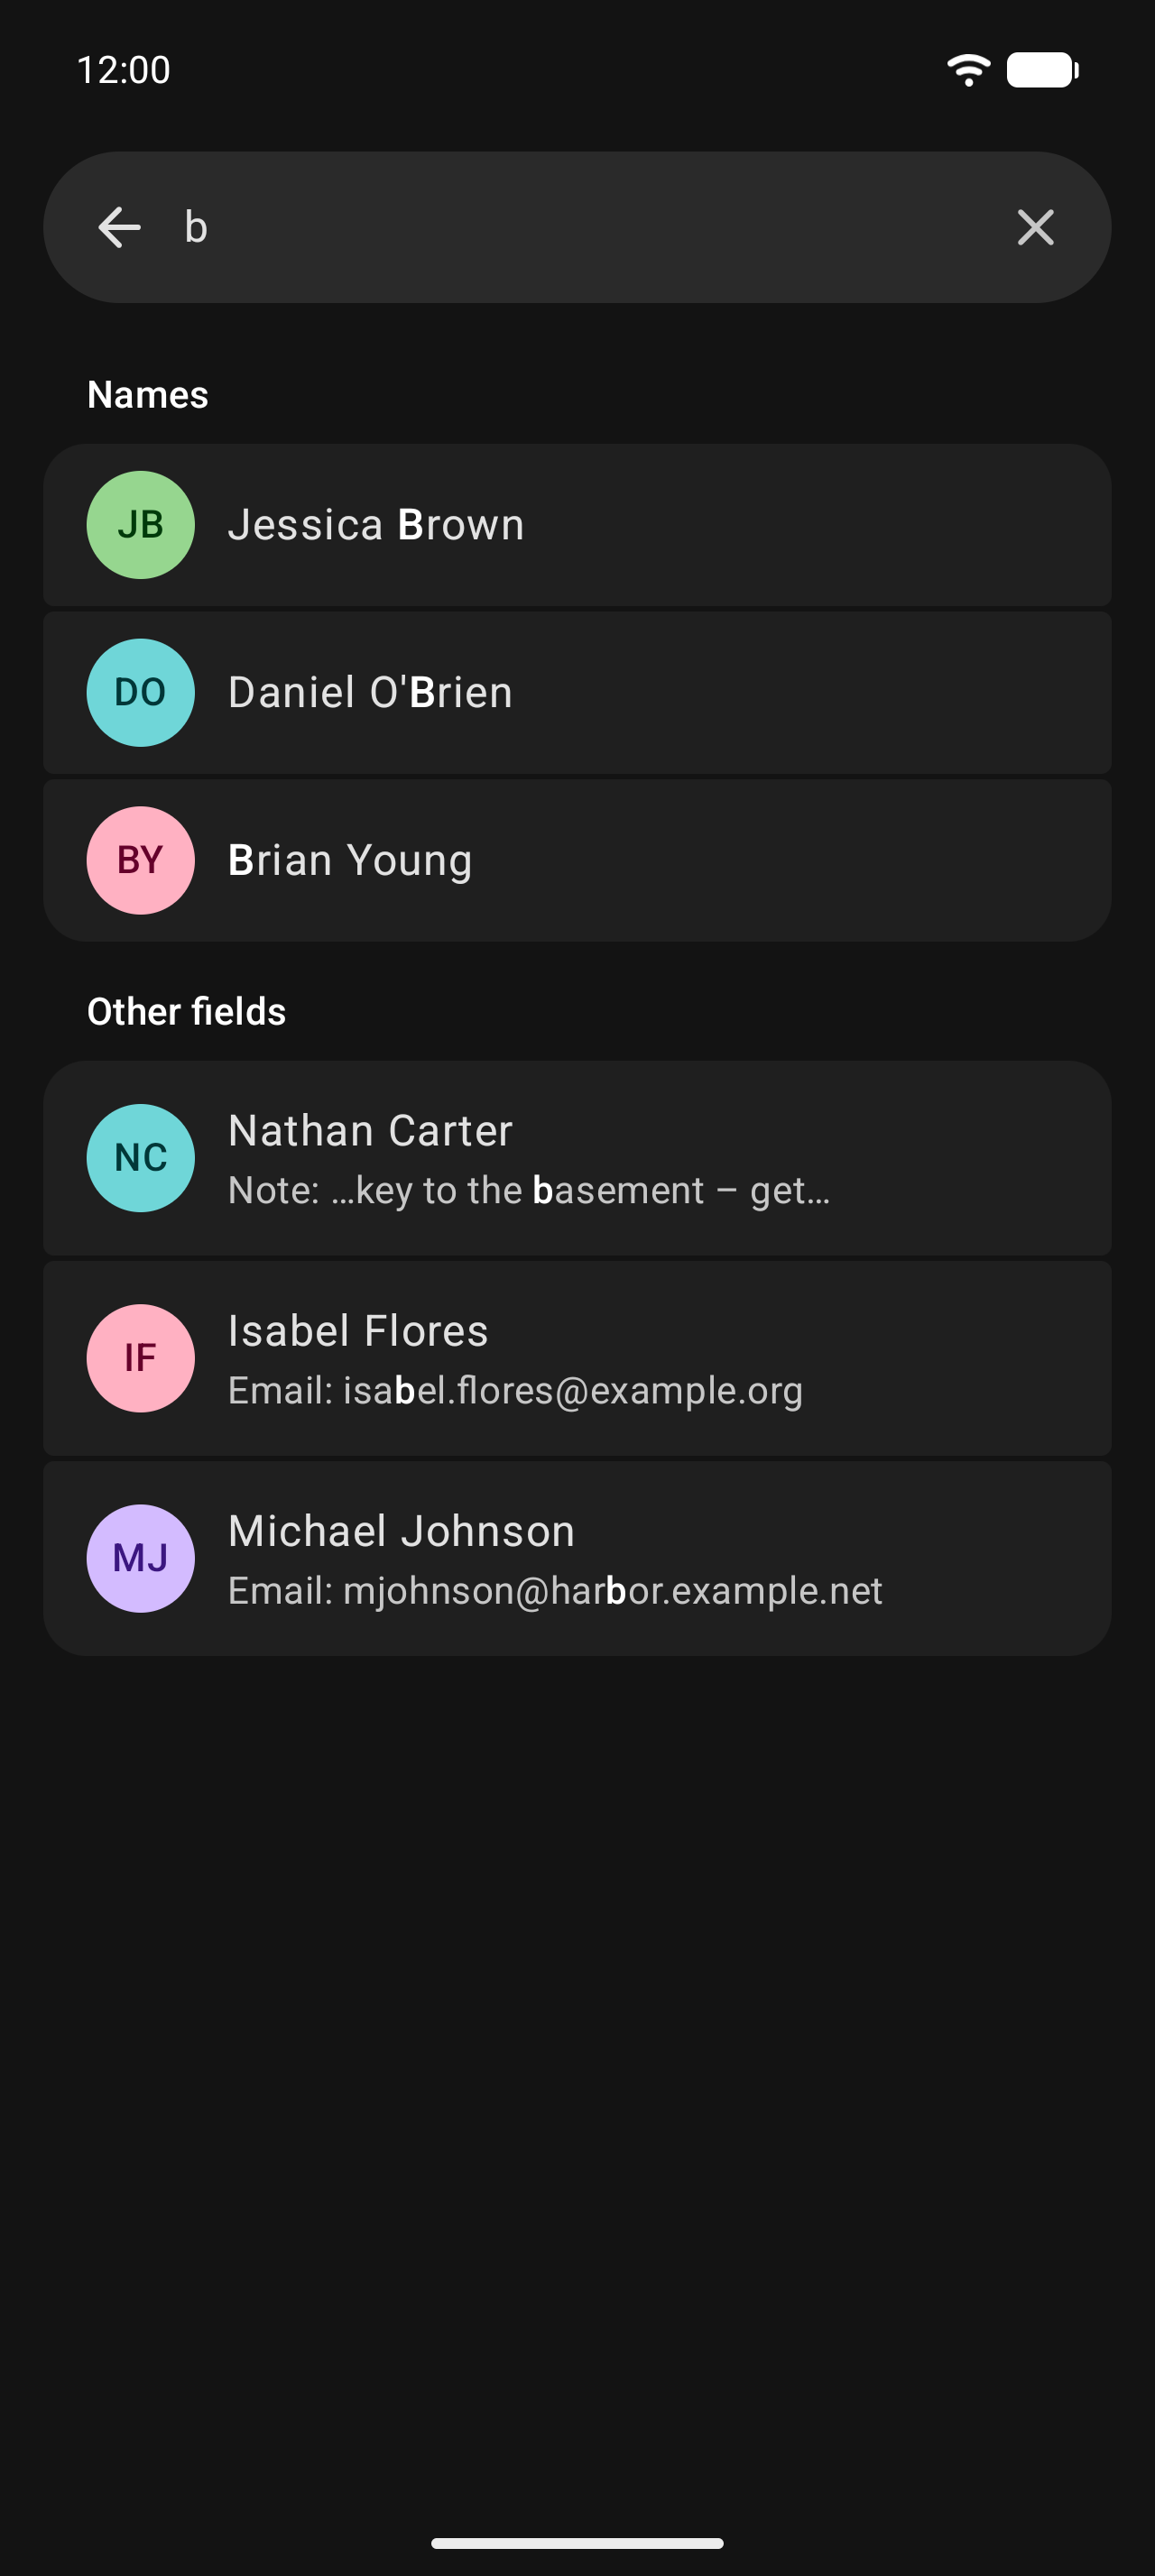 12:00
b
Names
JB
Jessica Brown
DO
Daniel O'Brien
BY
Brian Young
Other fields
NC
Nathan Carter
Note: …key to the basement – get…
IF
Isabel Flores
Email: isabel.flores@example.org
MJ
Michael Johnson
Email: mjohnson@harbor.example.net